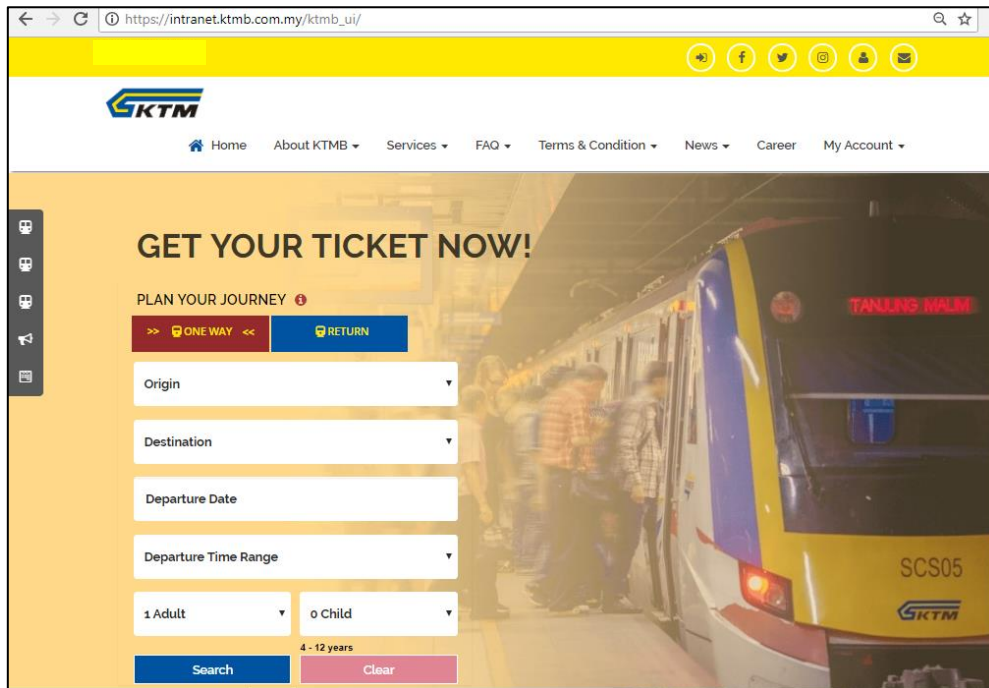 https://intranet.ktmb.com.my/ktmb_ui/
KTM
Home About KTMB Services FAQ Terms & Condition News Career My Account
GET YOUR TICKET NOW!
PLAN YOUR JOURNEY
>> ONE WAY << RETURN
Origin
Destination
Departure Date
Departure Time Range
1 Adult 0 Child
4 - 12 years
Search Clear
TANJUNG MALIM
SCS05
KTM